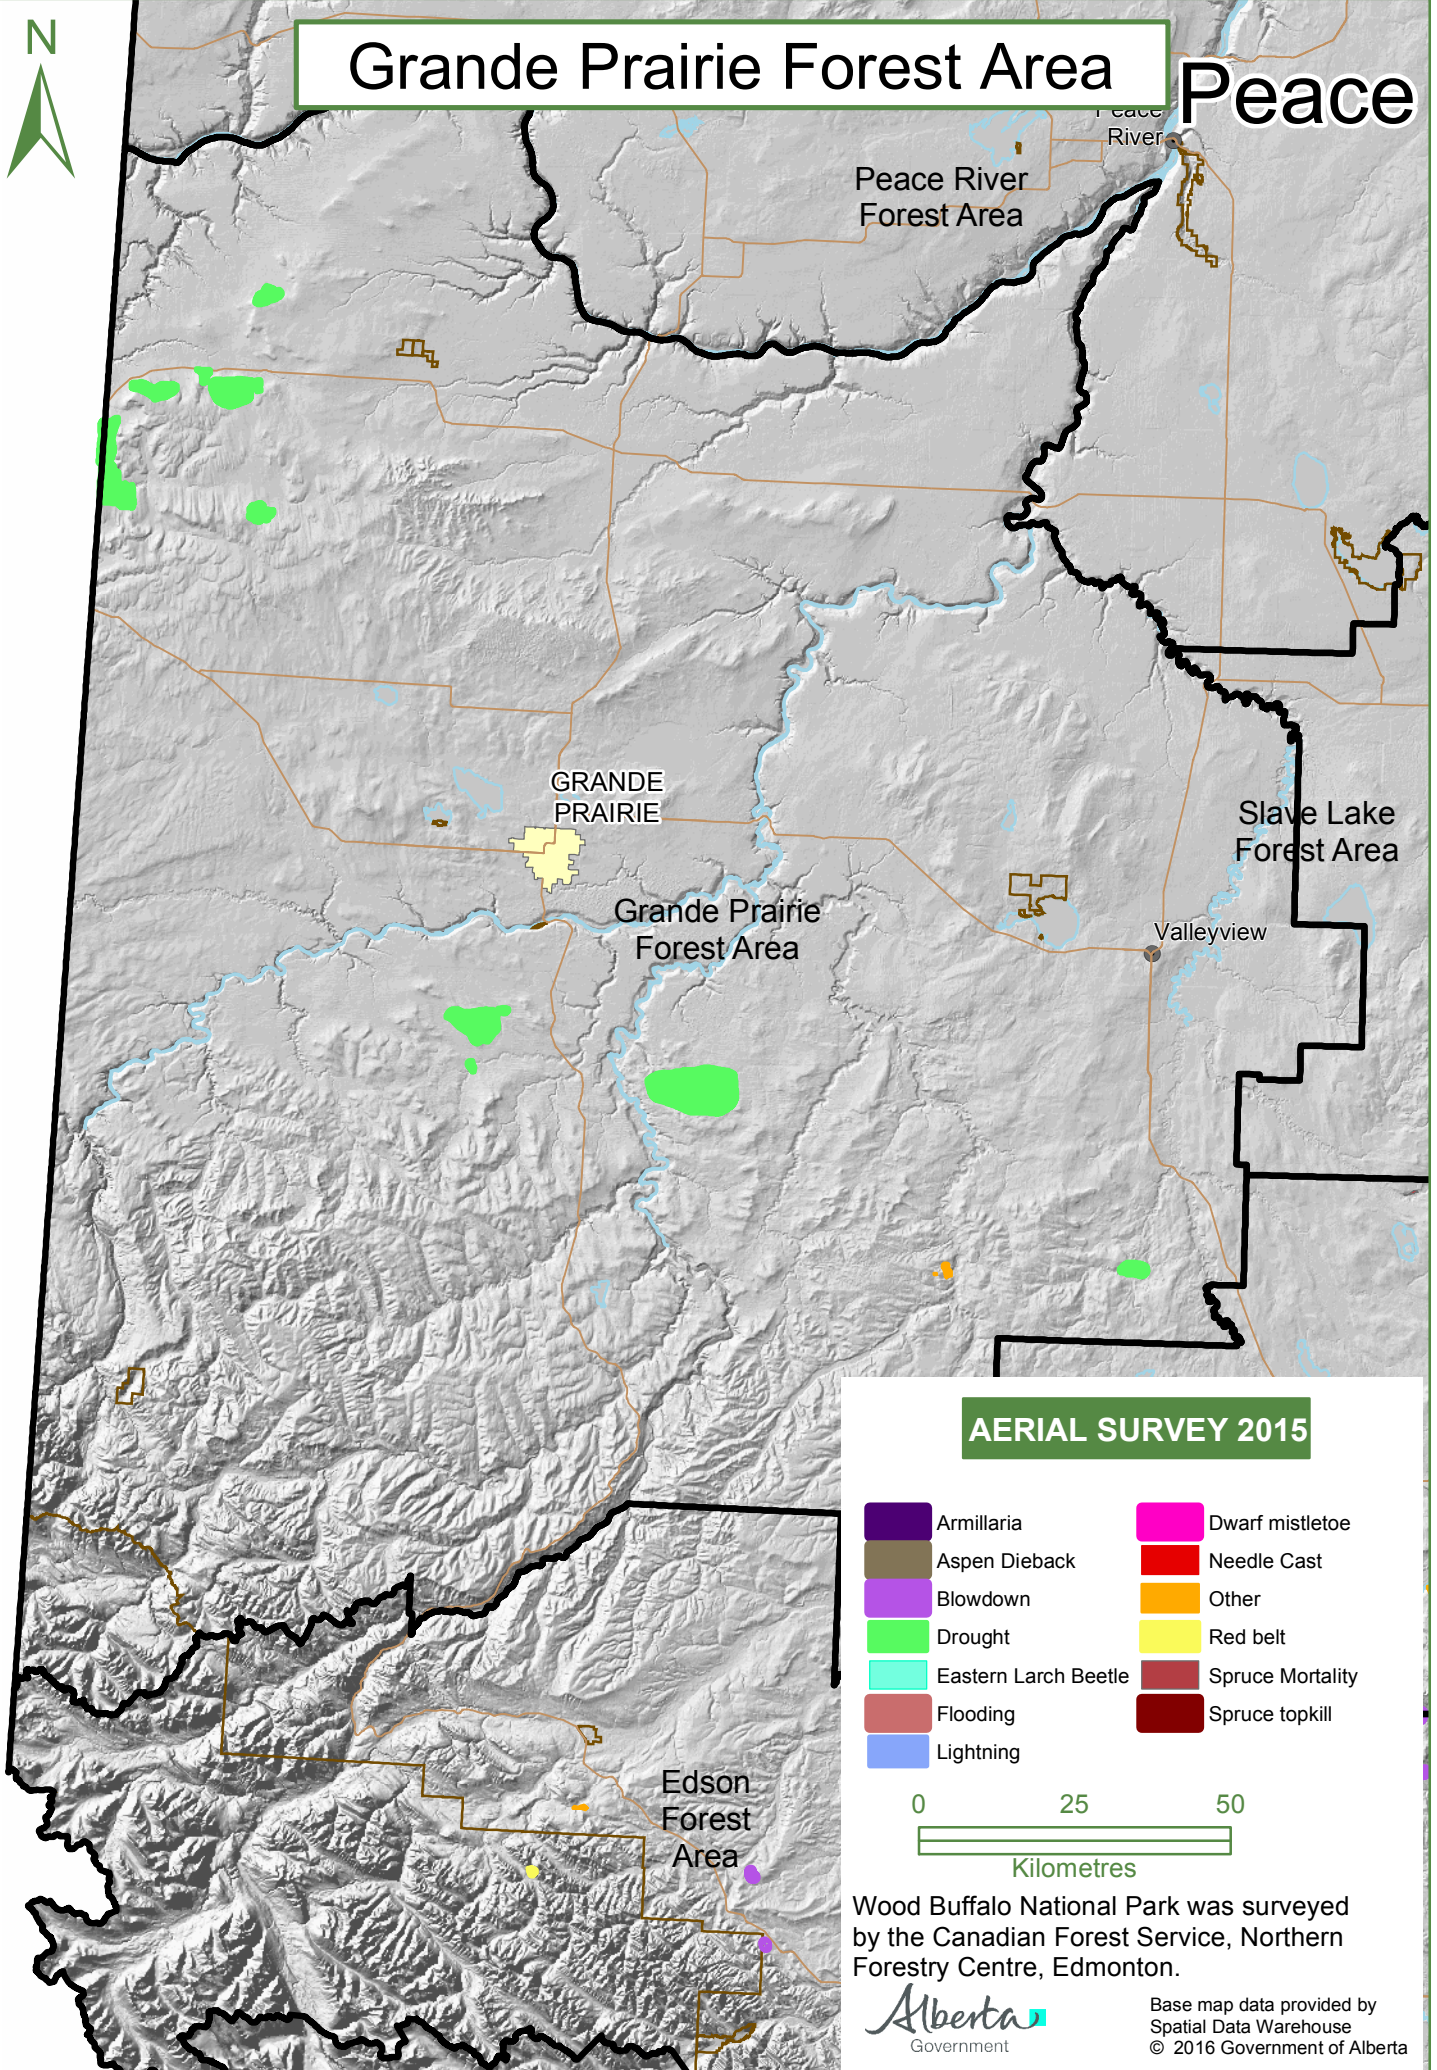 N
Grande Prairie Forest Area
Peace
Peace
River
Peace River
Forest Area
GRANDE
PRAIRIE
Slave Lake
Forest Area
Grande Prairie
Forest Area
Valleyview
AERIAL SURVEY 2015
Armillaria
Aspen Dieback
Blowdown
Drought
Eastern Larch Beetle
Flooding
Lightning
Dwarf mistletoe
Needle Cast
Other
Red belt
Spruce Mortality
Spruce topkill
Edson
Forest
Area
0 25 50
Kilometres
Wood Buffalo National Park was surveyed
by the Canadian Forest Service, Northern
Forestry Centre, Edmonton.
Alberta
Government
Base map data provided by
Spatial Data Warehouse
© 2016 Government of Alberta